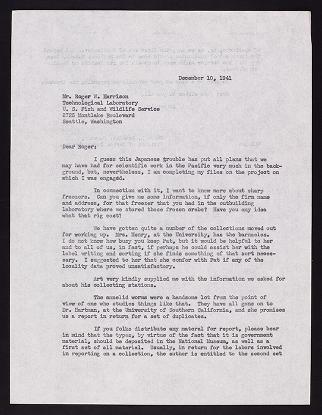 December 10, 1941
Mr. Roger W. Harrison
Technological Laboratory
U. S. Fish and Wildlife Service
2725 Montlake Boulevard
Seattle, Washington
Dear Roger:
I guess this Japanese trouble has put all plans that we
may have had for scientific work in the Pacific very much in the back-
ground, but, nevertheless, I am completing my files on the project on
which I was engaged.
In connection with it, I want to know more about sharp
freezers. Can you give me some information, if only the firm name
and address, for that freezer that you had in the outbuilding
laboratory where we stored those frozen crabs? Have you any idea
what that rig cost?
We have gotten quite a number of the collections moved out
for working up. Mrs. Henry, at the University, has the barnacles.
I do not know how busy you keep Pat, but it would be helpful to her
and to all of us, in fact, if perhaps he could assist her with the
label writing and sorting if she finds something of that sort neces-
sary. I suggested to her that she confer with Pat if any of the
locality data proved unsatisfactory.
Art very kindly supplied me with the information we asked for
about his collecting stations.
The annelid worms were a handsome lot from the point of
view of one who studies things like that. They have all gone on to
Dr. Hartman, at the University of Southern California, and she promises
us a report in return for a set of duplicates.
If you folks distribute any material for report, please bear
in mind that the types, by virtue of the fact that it is government
material, should be deposited in the National Museum, as well as a
first set of all material. Usually, in return for the labors involved
in reporting on a collection, the author is entitled to the second set